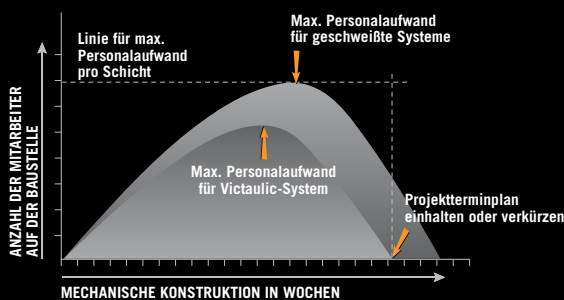 Max. Personalaufwand
für geschweißte Systeme
Linie für max.
Personalaufwand
pro Schicht
ANZAHL DER MITARBEITER
AUF DER BAUSTELLE
Max. Personalaufwand
für Victaulic-System
Projektterminplan
einhalten oder verkürzen
MECHANISCHE KONSTRUKTION IN WOCHEN